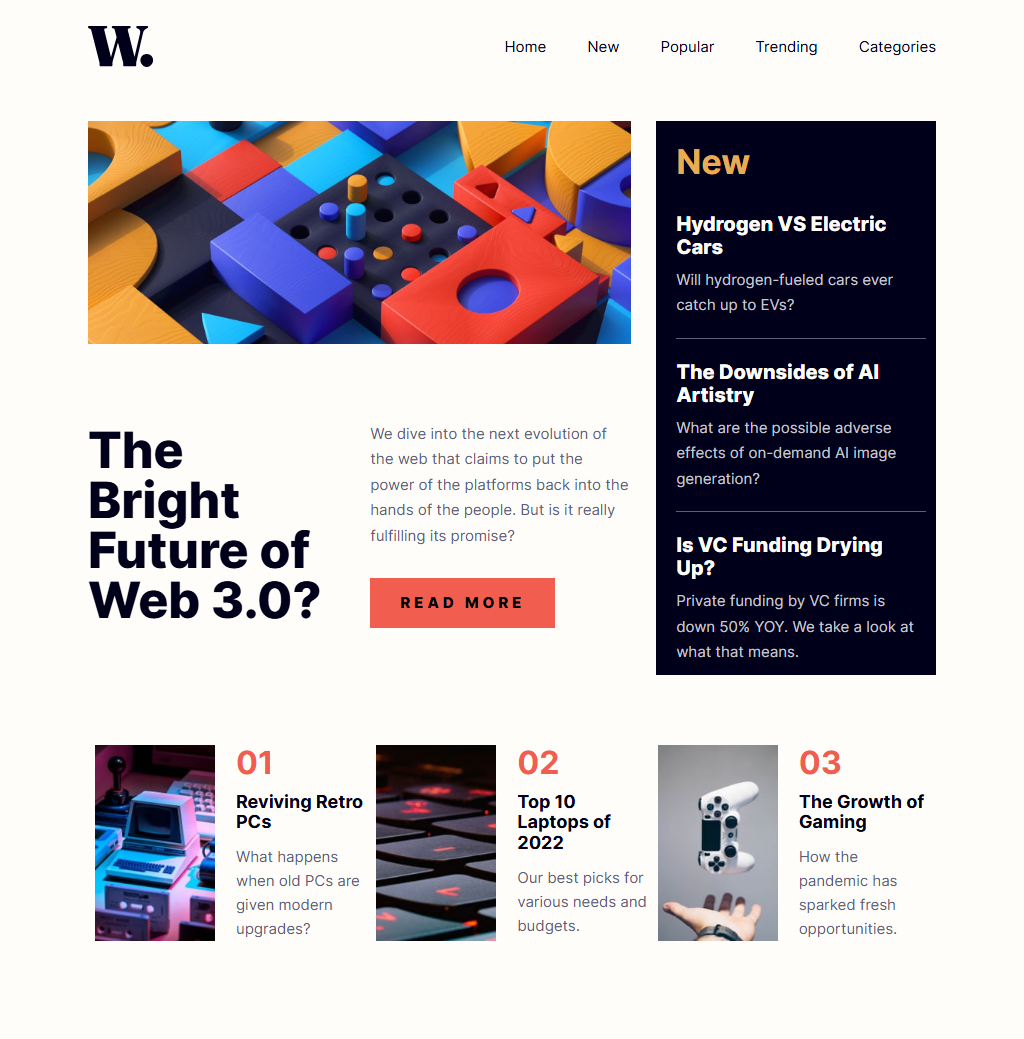 W.
Home New Popular Trending Categories
The
Bright
Future of
Web 3.0?
We dive into the next evolution of
the web that claims to put the
power of the platforms back into the
hands of the people. But is it really
fulfilling its promise?
READ MORE
New
Hydrogen VS Electric
Cars
Will hydrogen-fueled cars ever
catch up to EVs?
The Downsides of AI
Artistry
What are the possible adverse
effects of on-demand AI image
generation?
Is VC Funding Drying
Up?
Private funding by VC firms is
down 50% YOY. We take a look at
what that means.
01
Reviving Retro
PCs
What happens
when old PCs are
given modern
upgrades?
02
Top 10
Laptops of
2022
Our best picks for
various needs and
budgets.
03
The Growth of
Gaming
How the
pandemic has
sparked fresh
opportunities.